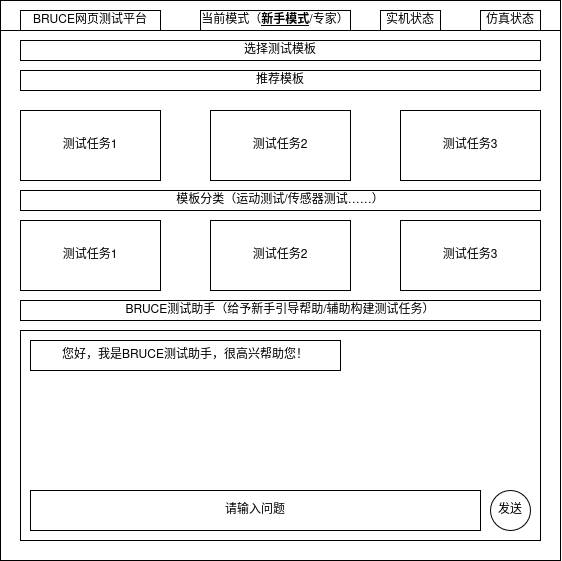 BRUCE网页测试平台
当前模式（新手模式/专家）
实机状态
仿真状态
选择测试模板
推荐模板
测试任务1
测试任务2
测试任务3
模板分类（运动测试/传感器测试……）
测试任务1
测试任务2
测试任务3
BRUCE测试助手（给予新手引导帮助/辅助构建测试任务）
您好，我是BRUCE测试助手，很高兴帮助您！
请输入问题
发送